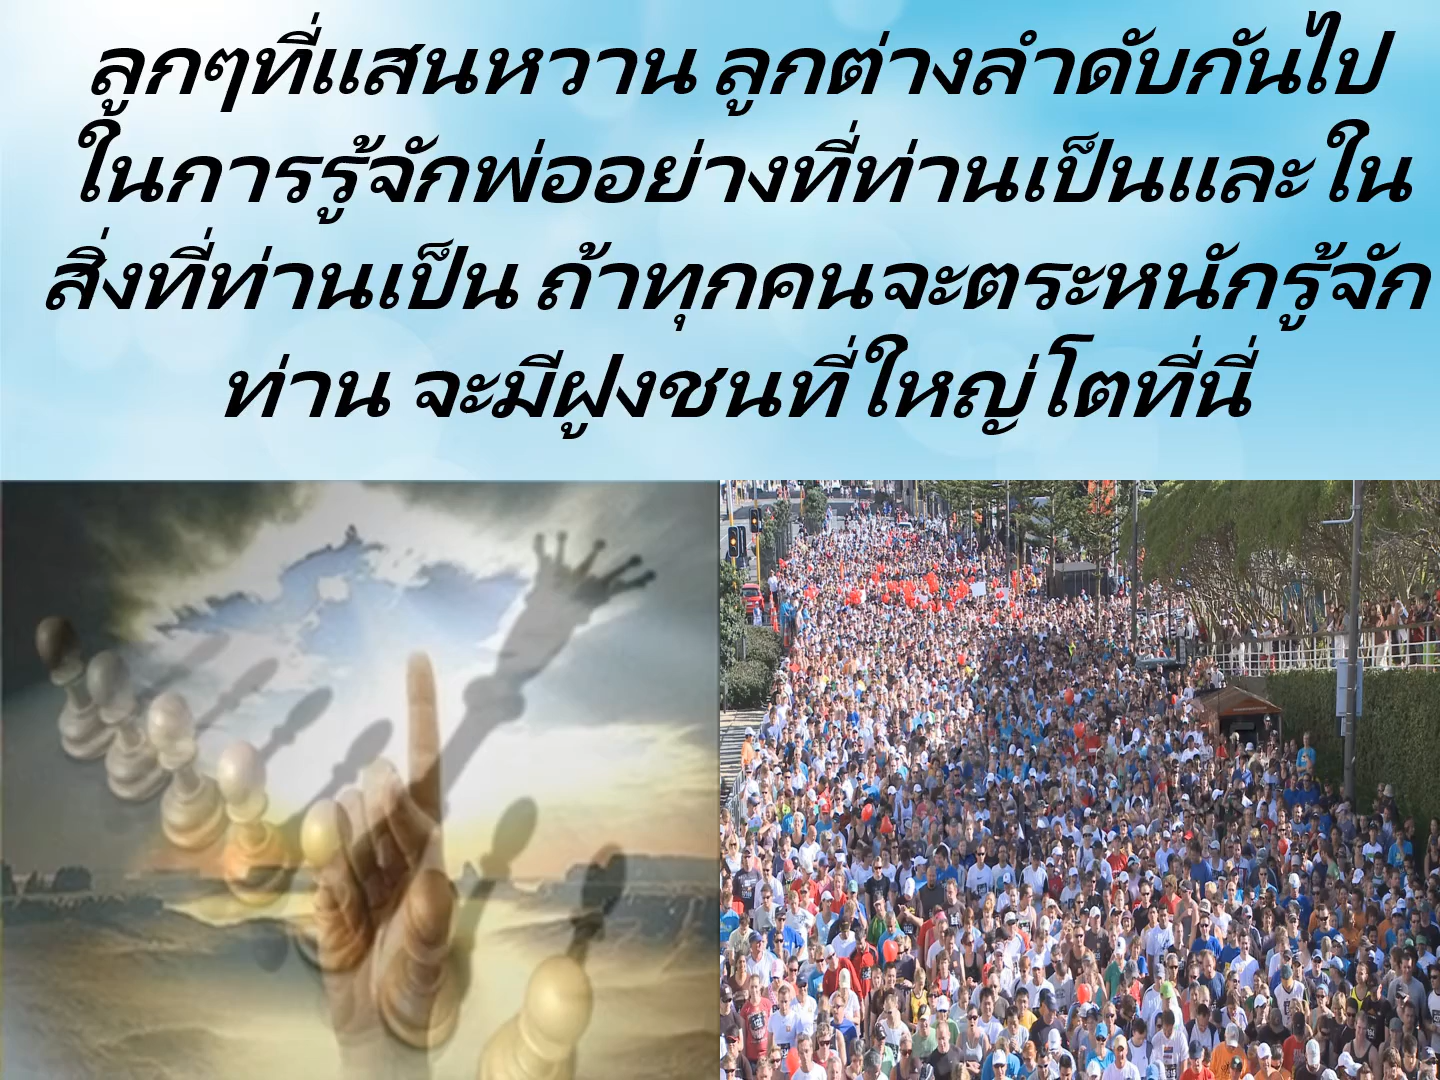 ลูกๆที่แสนหวาน ลูกต่างลำดับกันไป
ในการรู้จักพ่ออย่างที่ท่านเป็นและใน
สิ่งที่ท่านเป็น ถ้าทุกคนจะตระหนักรู้จัก
ท่าน จะมีฝูงชนที่ใหญ่โตที่นี่